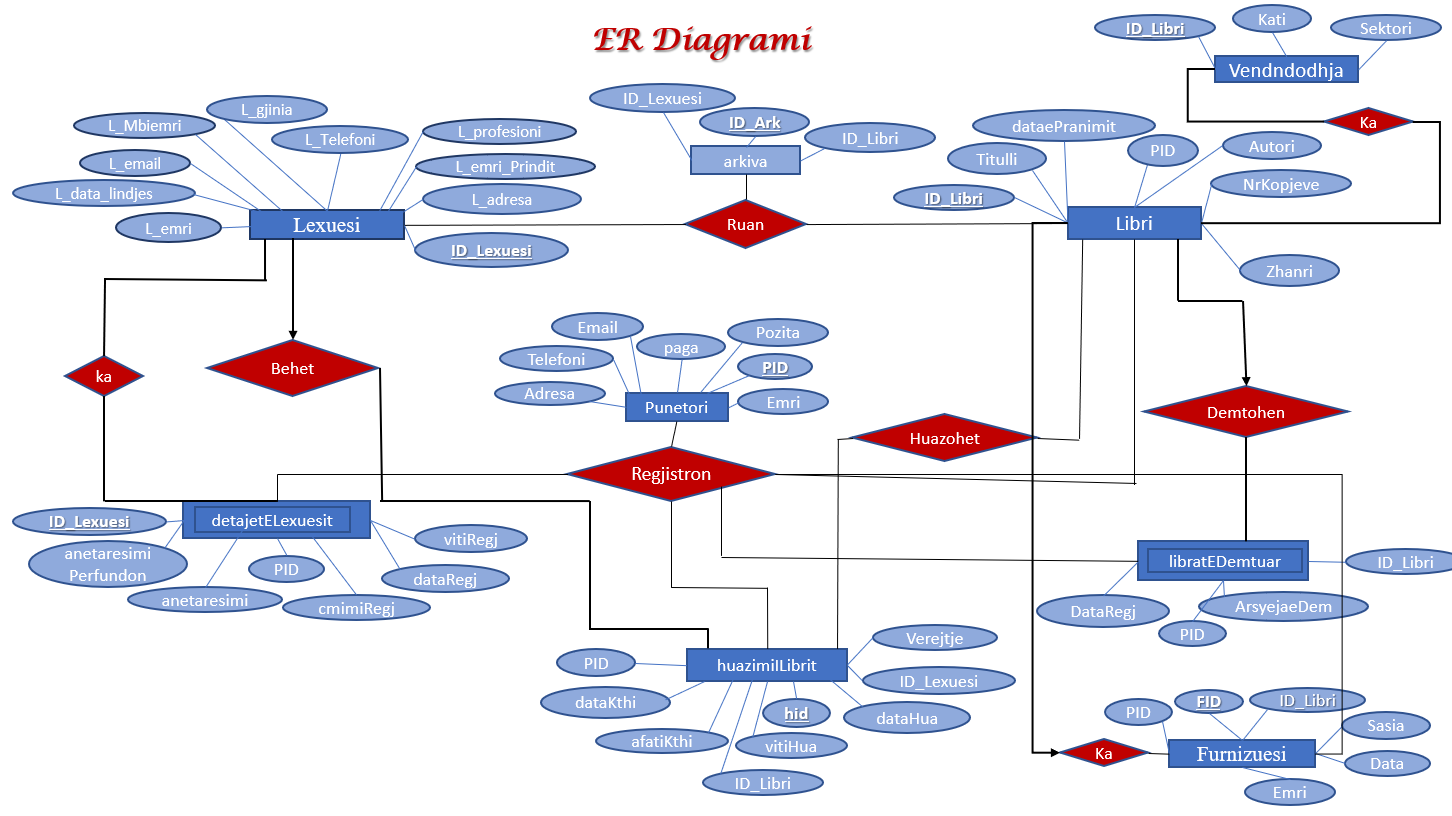 ER Diagrami
ID_Libri
Kati
Sektori
Vendndodhja
Ka
L_Mbiemri
L_gjinia
L_Telefoni
L_profesioni
L_email
L_emri_Prindit
L_data_lindjes
L_adresa
L_emri
Lexuesi
ID_Lexuesi
ID_Lexuesi
ID_Ark
ID_Libri
arkiva
Ruan
dataePranimit
Titulli
PID
Autori
ID_Libri
NrKopjeve
Libri
Zhanri
ka
Behet
Email
Telefoni
paga
Pozita
Adresa
PID
Punetori
Emri
Huazohet
Demtohen
Regjistron
ID_Lexuesi
detajetELexuesit
vitiRegj
anetaresimi
Perfundon
PID
dataRegj
anetaresimi
cmimiRegj
libratEDemtuar
ID_Libri
DataRegj
ArsyejaeDem
PID
PID
huazimilLibrit
Verejtje
ID_Lexuesi
dataKthi
hid
dataHua
afatiKthi
vitiHua
ID_Libri
PID
FID
ID_Libri
Sasia
Ka
Furnizuesi
Data
Emri